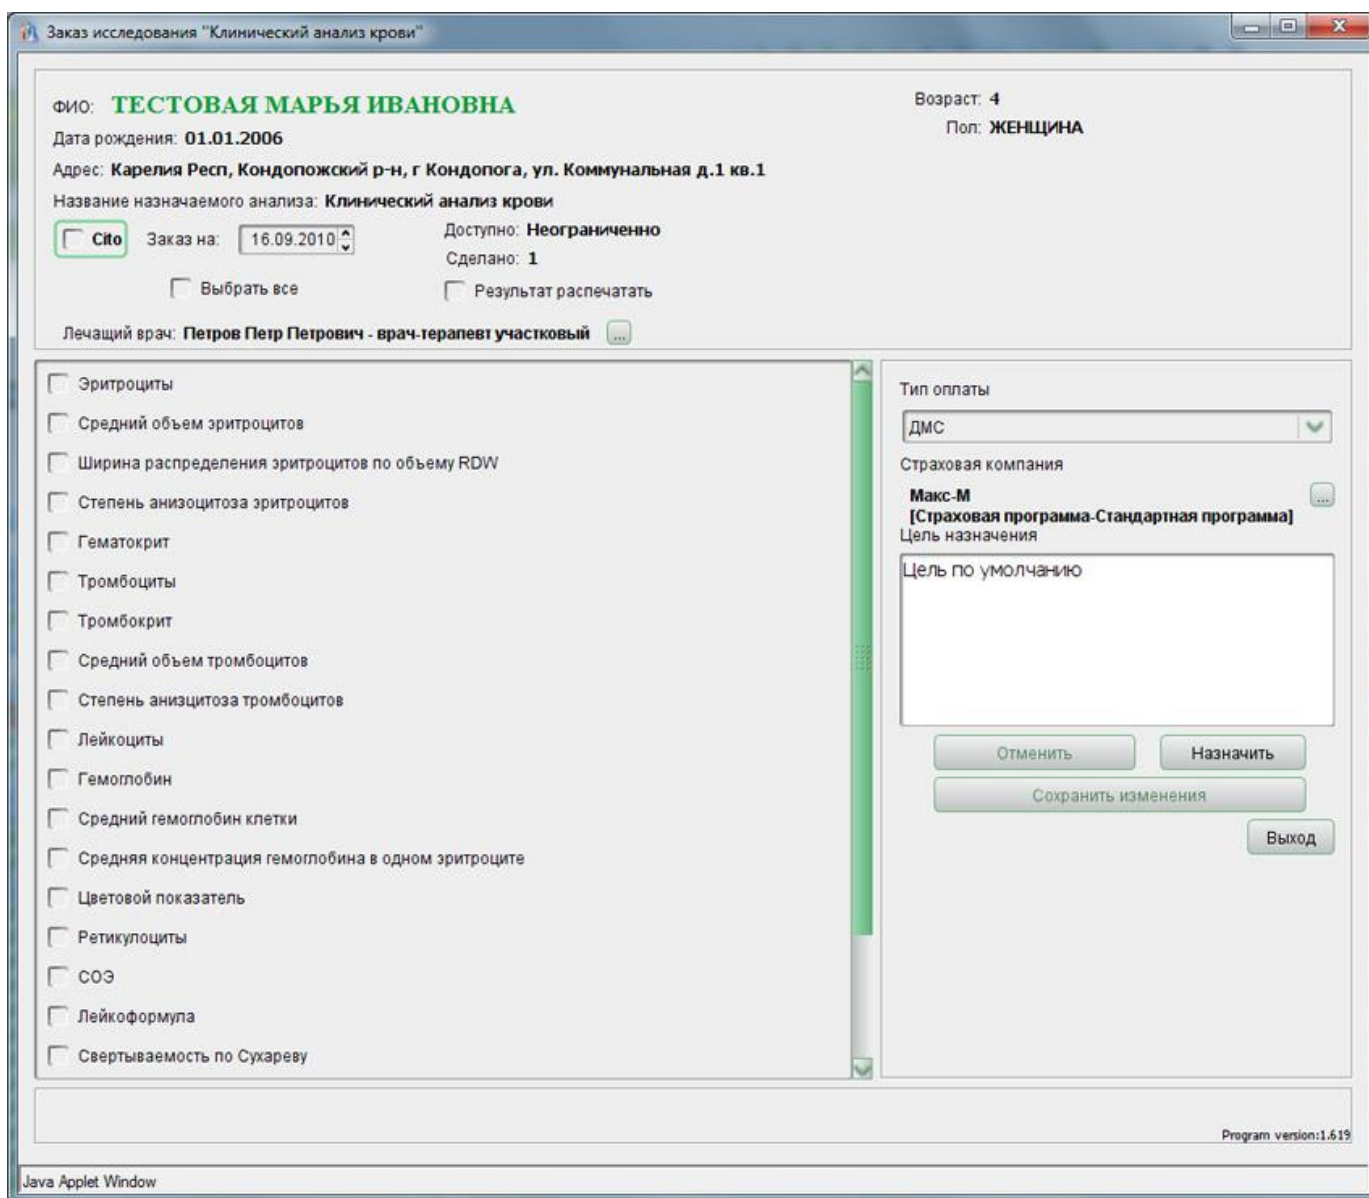 Заказ исследования "Клинический анализ крови"
ФИО: ТЕСТОВАЯ МАРЬЯ ИВАНОВНА
Возраст: 4
Дата рождения: 01.01.2006
Пол: ЖЕНЩИНА
Адрес: Карелия Респ, Кондопожский р-н, г Кондопога, ул. Коммунальная д.1 кв.1
Название назначаемого анализа: Клинический анализ крови
Cito Заказ на: 16.09.2010
Доступно: Неограниченно
Сделано: 1
Выбрать все
Результат распечатать
Лечащий врач: Петров Петр Петрович - врач-терапевт участковый ...
Эритроциты
Средний объем эритроцитов
Ширина распределения эритроцитов по объему RDW
Степень анизоцитоза эритроцитов
Гематокрит
Тромбоциты
Тромбокрит
Средний объем тромбоцитов
Степень анизцитоза тромбоцитов
Лейкоциты
Гемоглобин
Средний гемоглобин клетки
Средняя концентрация гемоглобина в одном эритроците
Цветовой показатель
Ретикулоциты
СОЭ
Лейкоформула
Свертываемость по Сухареву
Тип оплаты
ДМС
Страховая компания
Макс-М ...
[Страховая программа-Стандартная программа]
Цель назначения
Цель по умолчанию
Отменить
Назначить
Сохранить изменения
Выход
Program version:1.619
Java Applet Window